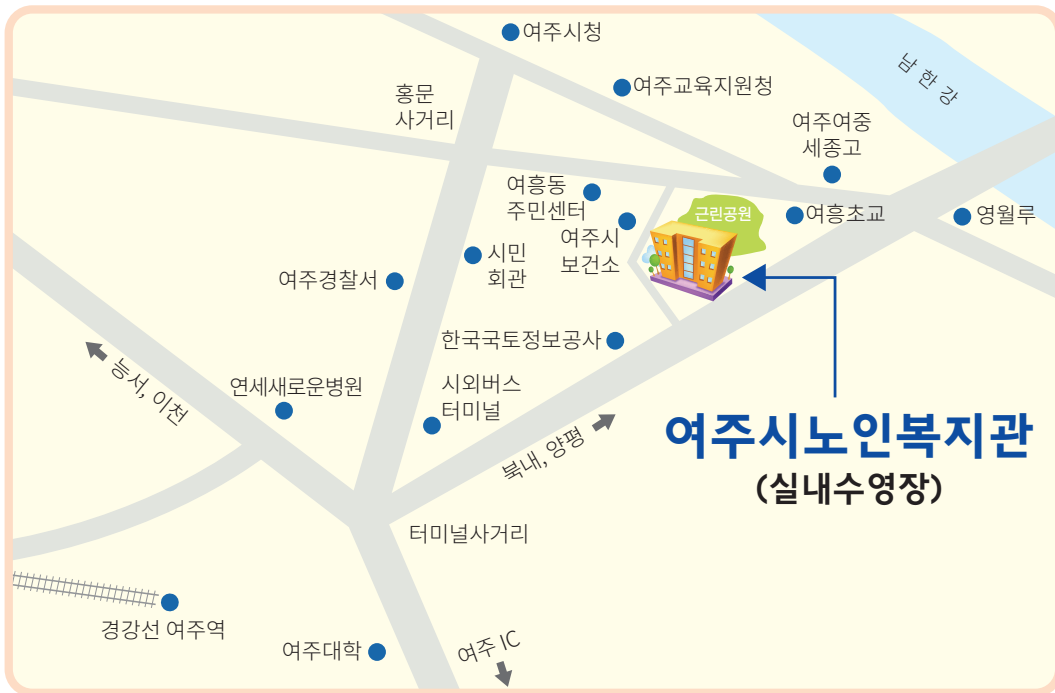 여주시청
여주교육지원청
남한강
홍문
사거리
여주여중
세종고
여흥동
주민센터
근린공원
여흥초교
영월루
여주시
보건소
시민
회관
여주경찰서
한국국토정보공사
능서, 이천
연세새로운병원
시외버스
터미널
북내, 양평
여주시노인복지관
(실내수영장)
터미널사거리
경강선 여주역
여주대학
여주 IC